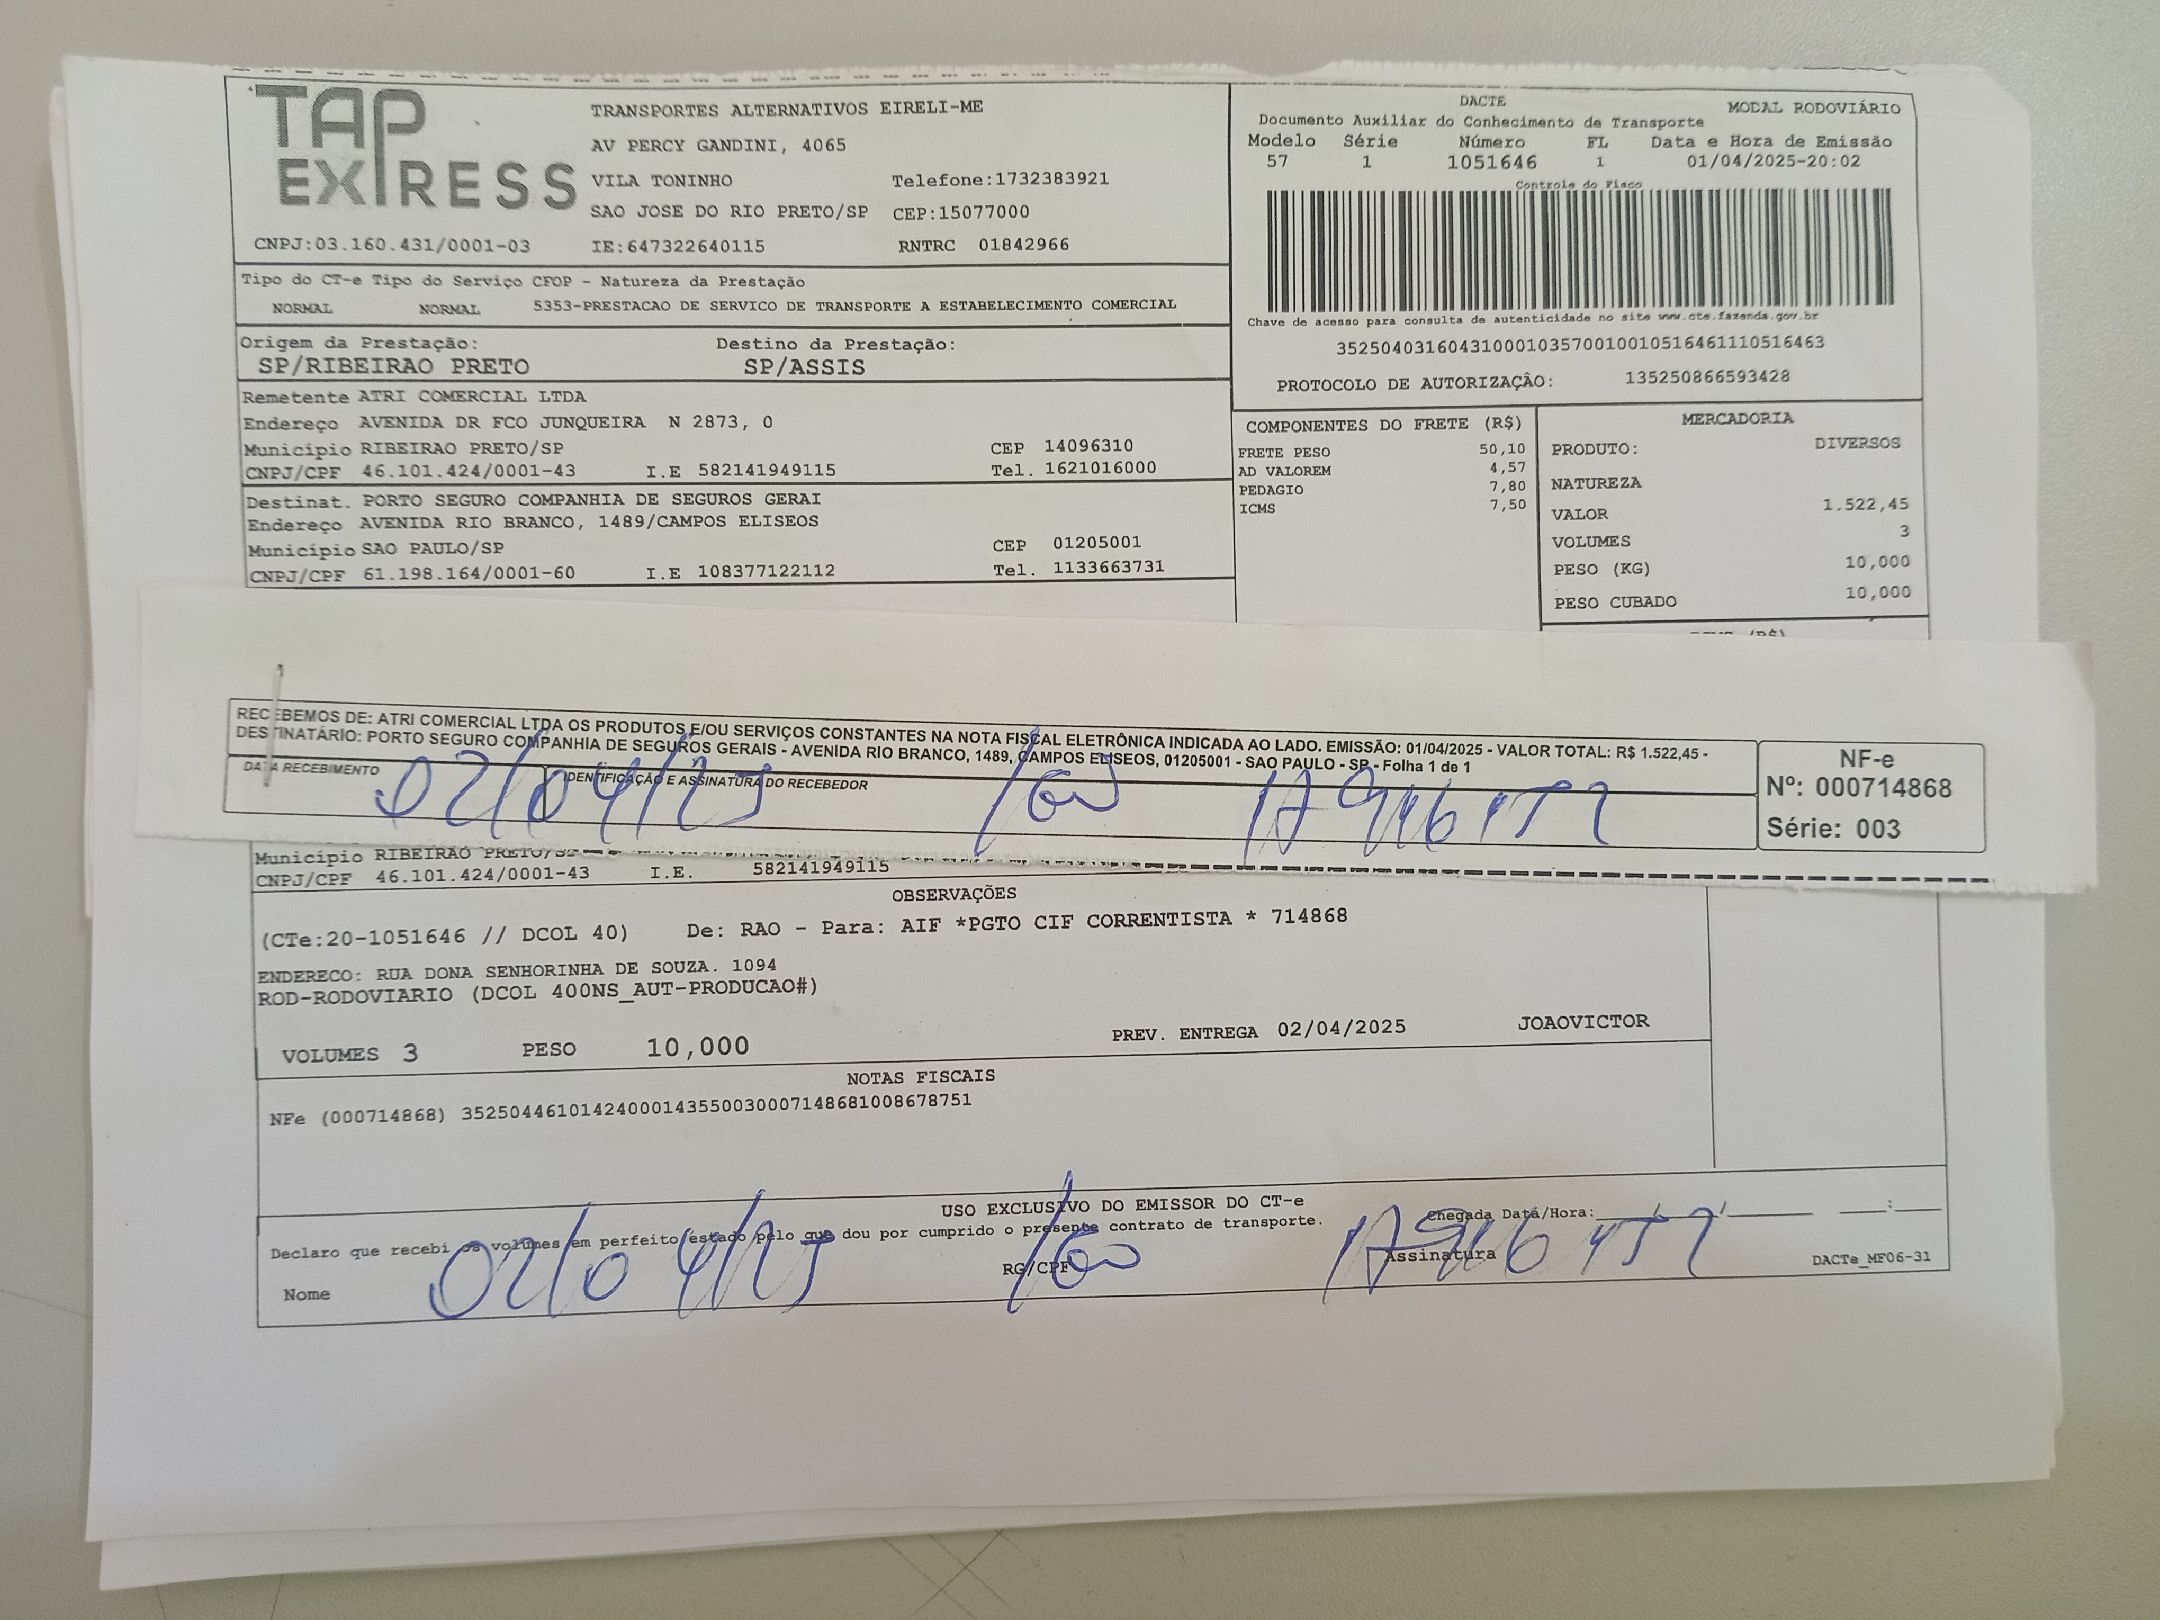 TAP EXPRESS
TRANSPORTES ALTERNATIVOS EIRELI-ME
AV PERCY GANDINI, 4065
VILA TONINHO Telefone:1732383921
SAO JOSE DO RIO PRETO/SP CEP:15077000
CNPJ:03.160.431/0001-03 IE:647322640115 RNTRC 01842966
DACTE MODAL RODOVIÁRIO
Documento Auxiliar do Conhecimento de Transporte
Modelo Série Número FL Data e Hora de Emissão
57 1 1051646 1 01/04/2025-20:02
Controle do Fisco
Chave de acesso para consulta de autenticidade no site www.cte.fazenda.gov.br
35250403160431000103570010010516461110516463
PROTOCOLO DE AUTORIZAÇÃO: 135250866593428
Tipo do CT-e Tipo do Serviço CFOP - Natureza da Prestação
NORMAL NORMAL 5353-PRESTACAO DE SERVICO DE TRANSPORTE A ESTABELECIMENTO COMERCIAL
Origem da Prestação: Destino da Prestação:
SP/RIBEIRAO PRETO SP/ASSIS
Remetente ATRI COMERCIAL LTDA
Endereço AVENIDA DR FCO JUNQUEIRA N 2873, 0
Município RIBEIRAO PRETO/SP CEP 14096310
CNPJ/CPF 46.101.424/0001-43 I.E 582141949115 Tel. 1621016000
Destinat. PORTO SEGURO COMPANHIA DE SEGUROS GERAI
Endereço AVENIDA RIO BRANCO, 1489/CAMPOS ELISEOS
Município SAO PAULO/SP CEP 01205001
CNPJ/CPF 61.198.164/0001-60 I.E 108377122112 Tel. 1133663731
COMPONENTES DO FRETE (R$)
FRETE PESO 50,10
AD VALOREM 4,57
PEDAGIO 7,80
ICMS 7,50
MERCADORIA
PRODUTO: DIVERSOS
NATUREZA
VALOR 1.522,45
VOLUMES 3
PESO (KG) 10,000
PESO CUBADO 10,000
RECEBEMOS DE: ATRI COMERCIAL LTDA OS PRODUTOS E/OU SERVIÇOS CONSTANTES NA NOTA FISCAL ELETRÔNICA INDICADA AO LADO. EMISSÃO: 01/04/2025 - VALOR TOTAL: R$ 1.522,45 -
DESTINATÁRIO: PORTO SEGURO COMPANHIA DE SEGUROS GERAIS - AVENIDA RIO BRANCO, 1489, CAMPOS ELISEOS, 01205001 - SAO PAULO - SP - Folha 1 de 1
DATA RECEBIMENTO IDENTIFICAÇÃO E ASSINATURA DO RECEBEDOR
02/04/25
NF-e
Nº: 000714868
Série: 003
Município RIBEIRAO PRETO/SP
CNPJ/CPF 46.101.424/0001-43 I.E. 582141949115
OBSERVAÇÕES
(CTe:20-1051646 // DCOL 40) De: RAO - Para: AIF *PGTO CIF CORRENTISTA * 714868
ENDERECO: RUA DONA SENHORINHA DE SOUZA. 1094
ROD-RODOVIARIO (DCOL 400NS_AUT-PRODUCAO#)
VOLUMES 3 PESO 10,000 PREV. ENTREGA 02/04/2025 JOAOVICTOR
NOTAS FISCAIS
NFe (000714868) 35250446101424000143550030007148681008678751
USO EXCLUSIVO DO EMISSOR DO CT-e
Declaro que recebi os volumes em perfeito estado pelo que dou por cumprido o presente contrato de transporte.
Chegada Data/Hora:
Nome RG/CPF Assinatura DACTe_MF06-31
02/04/25